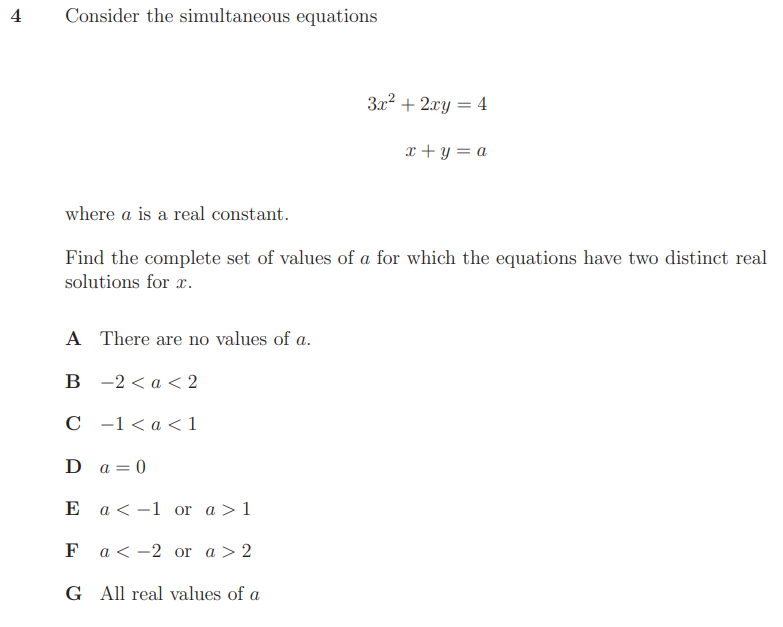 4 Consider the simultaneous equations
3x² + 2xy = 4
x + y = a
where a is a real constant.
Find the complete set of values of a for which the equations have two distinct real
solutions for x.
A There are no values of a.
B −2 < a < 2
C −1 < a < 1
D a = 0
E a < −1 or a > 1
F a < −2 or a > 2
G All real values of a